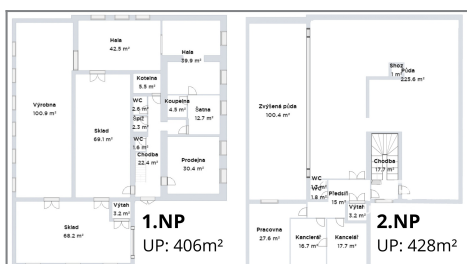 Hala
42.5 m²
Hala
39.9 m²
Výrobna
100.9 m²
Kotelna
5.5 m²
Sklad
69.1 m²
WC
2.6 m²
Spíž
2.3 m²
WC
1.6 m²
Koupelna
4.5 m²
Šatna
12.7 m²
Chodba
22.4 m²
Prodejna
30.4 m²
Výtah
3.2 m²
Sklad
68.2 m²
1.NP
UP: 406m²
Zvýšená půda
100.4 m²
Shoz
1 m²
Půda
225.6 m²
Chodba
17.7 m²
WC
WC
1.8 m²
Předsíň
15 m²
Výtah
3.2 m²
Pracovna
27.6 m²
Kancelář
16.7 m²
Kancelář
17.7 m²
2.NP
UP: 428m²